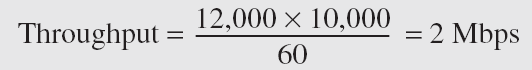 Throughput = 12,000 × 10,000 / 60 = 2 Mbps